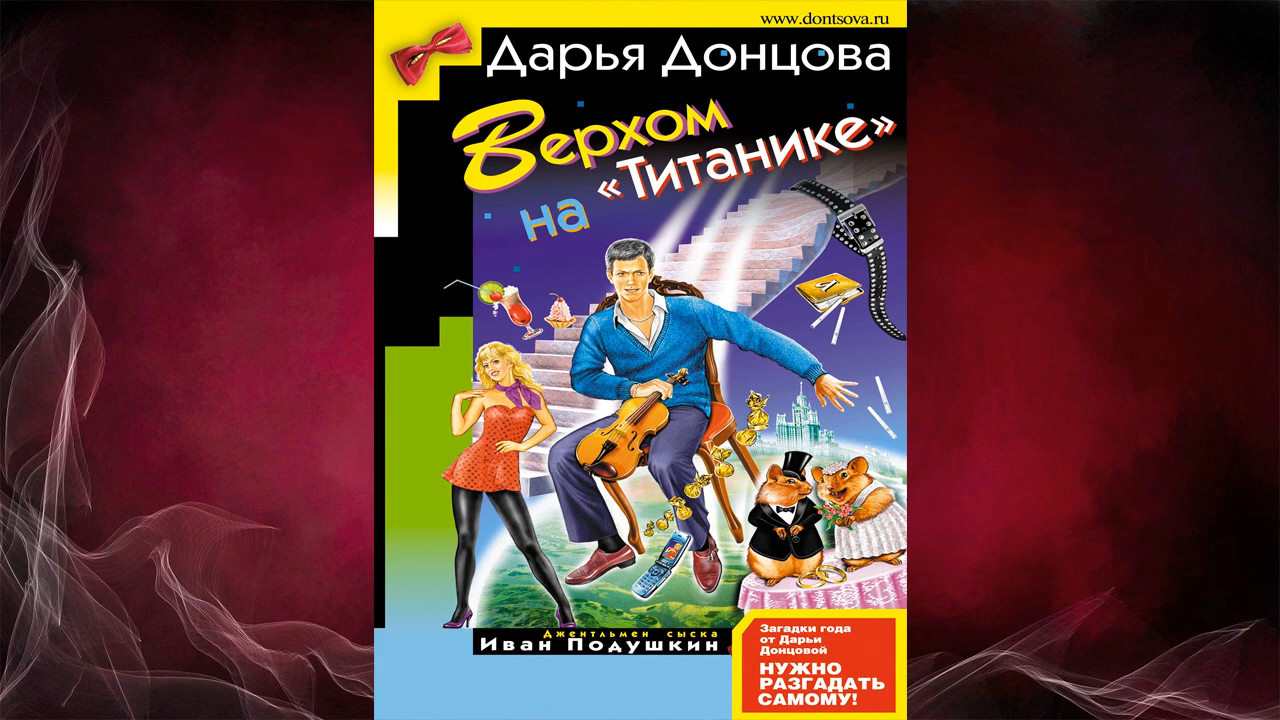 www.dontsova.ru
Дарья Донцова
Верхом
на «Титанике»
Джентльмен сыска
Иван Подушкин
Загадки года
от Дарьи
Донцовой
НУЖНО
РАЗГАДАТЬ
САМОМУ!